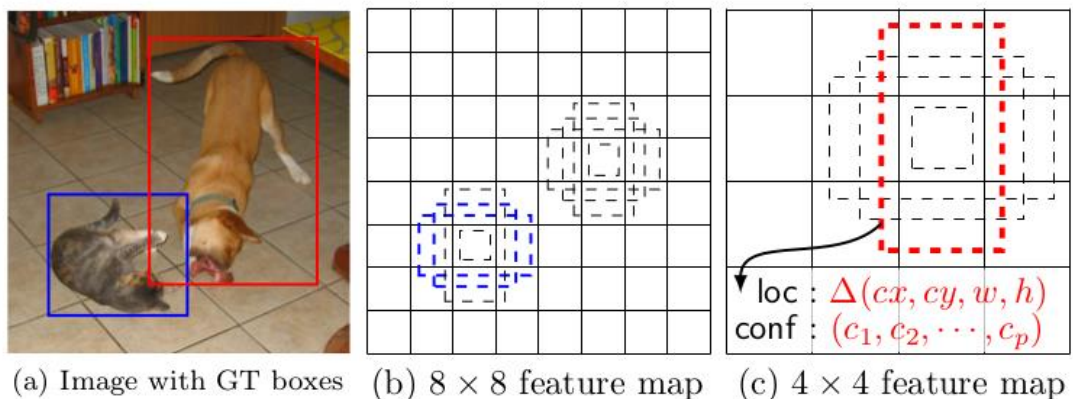 loc : Δ(cx, cy, w, h)
conf : (c₁, c₂, ⋯, cₚ)
(a) Image with GT boxes
(b) 8 × 8 feature map
(c) 4 × 4 feature map